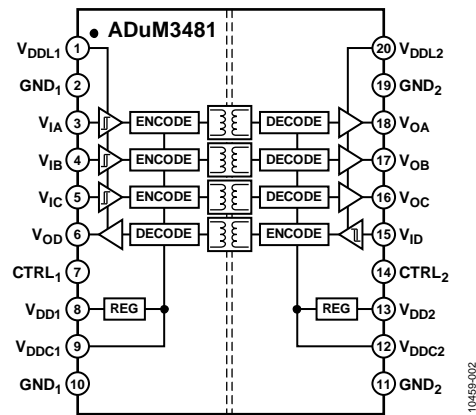 ADuM3481
VDDL1 1 20 VDDL2
GND1 2 19 GND2
VIA 3 ENCODE DECODE 18 VOA
VIB 4 ENCODE DECODE 17 VOB
VIC 5 ENCODE DECODE 16 VOC
VOD 6 DECODE ENCODE 15 VID
CTRL1 7 14 CTRL2
VDD1 8 REG REG 13 VDD2
VDDC1 9 12 VDDC2
GND1 10 11 GND2
10459-002